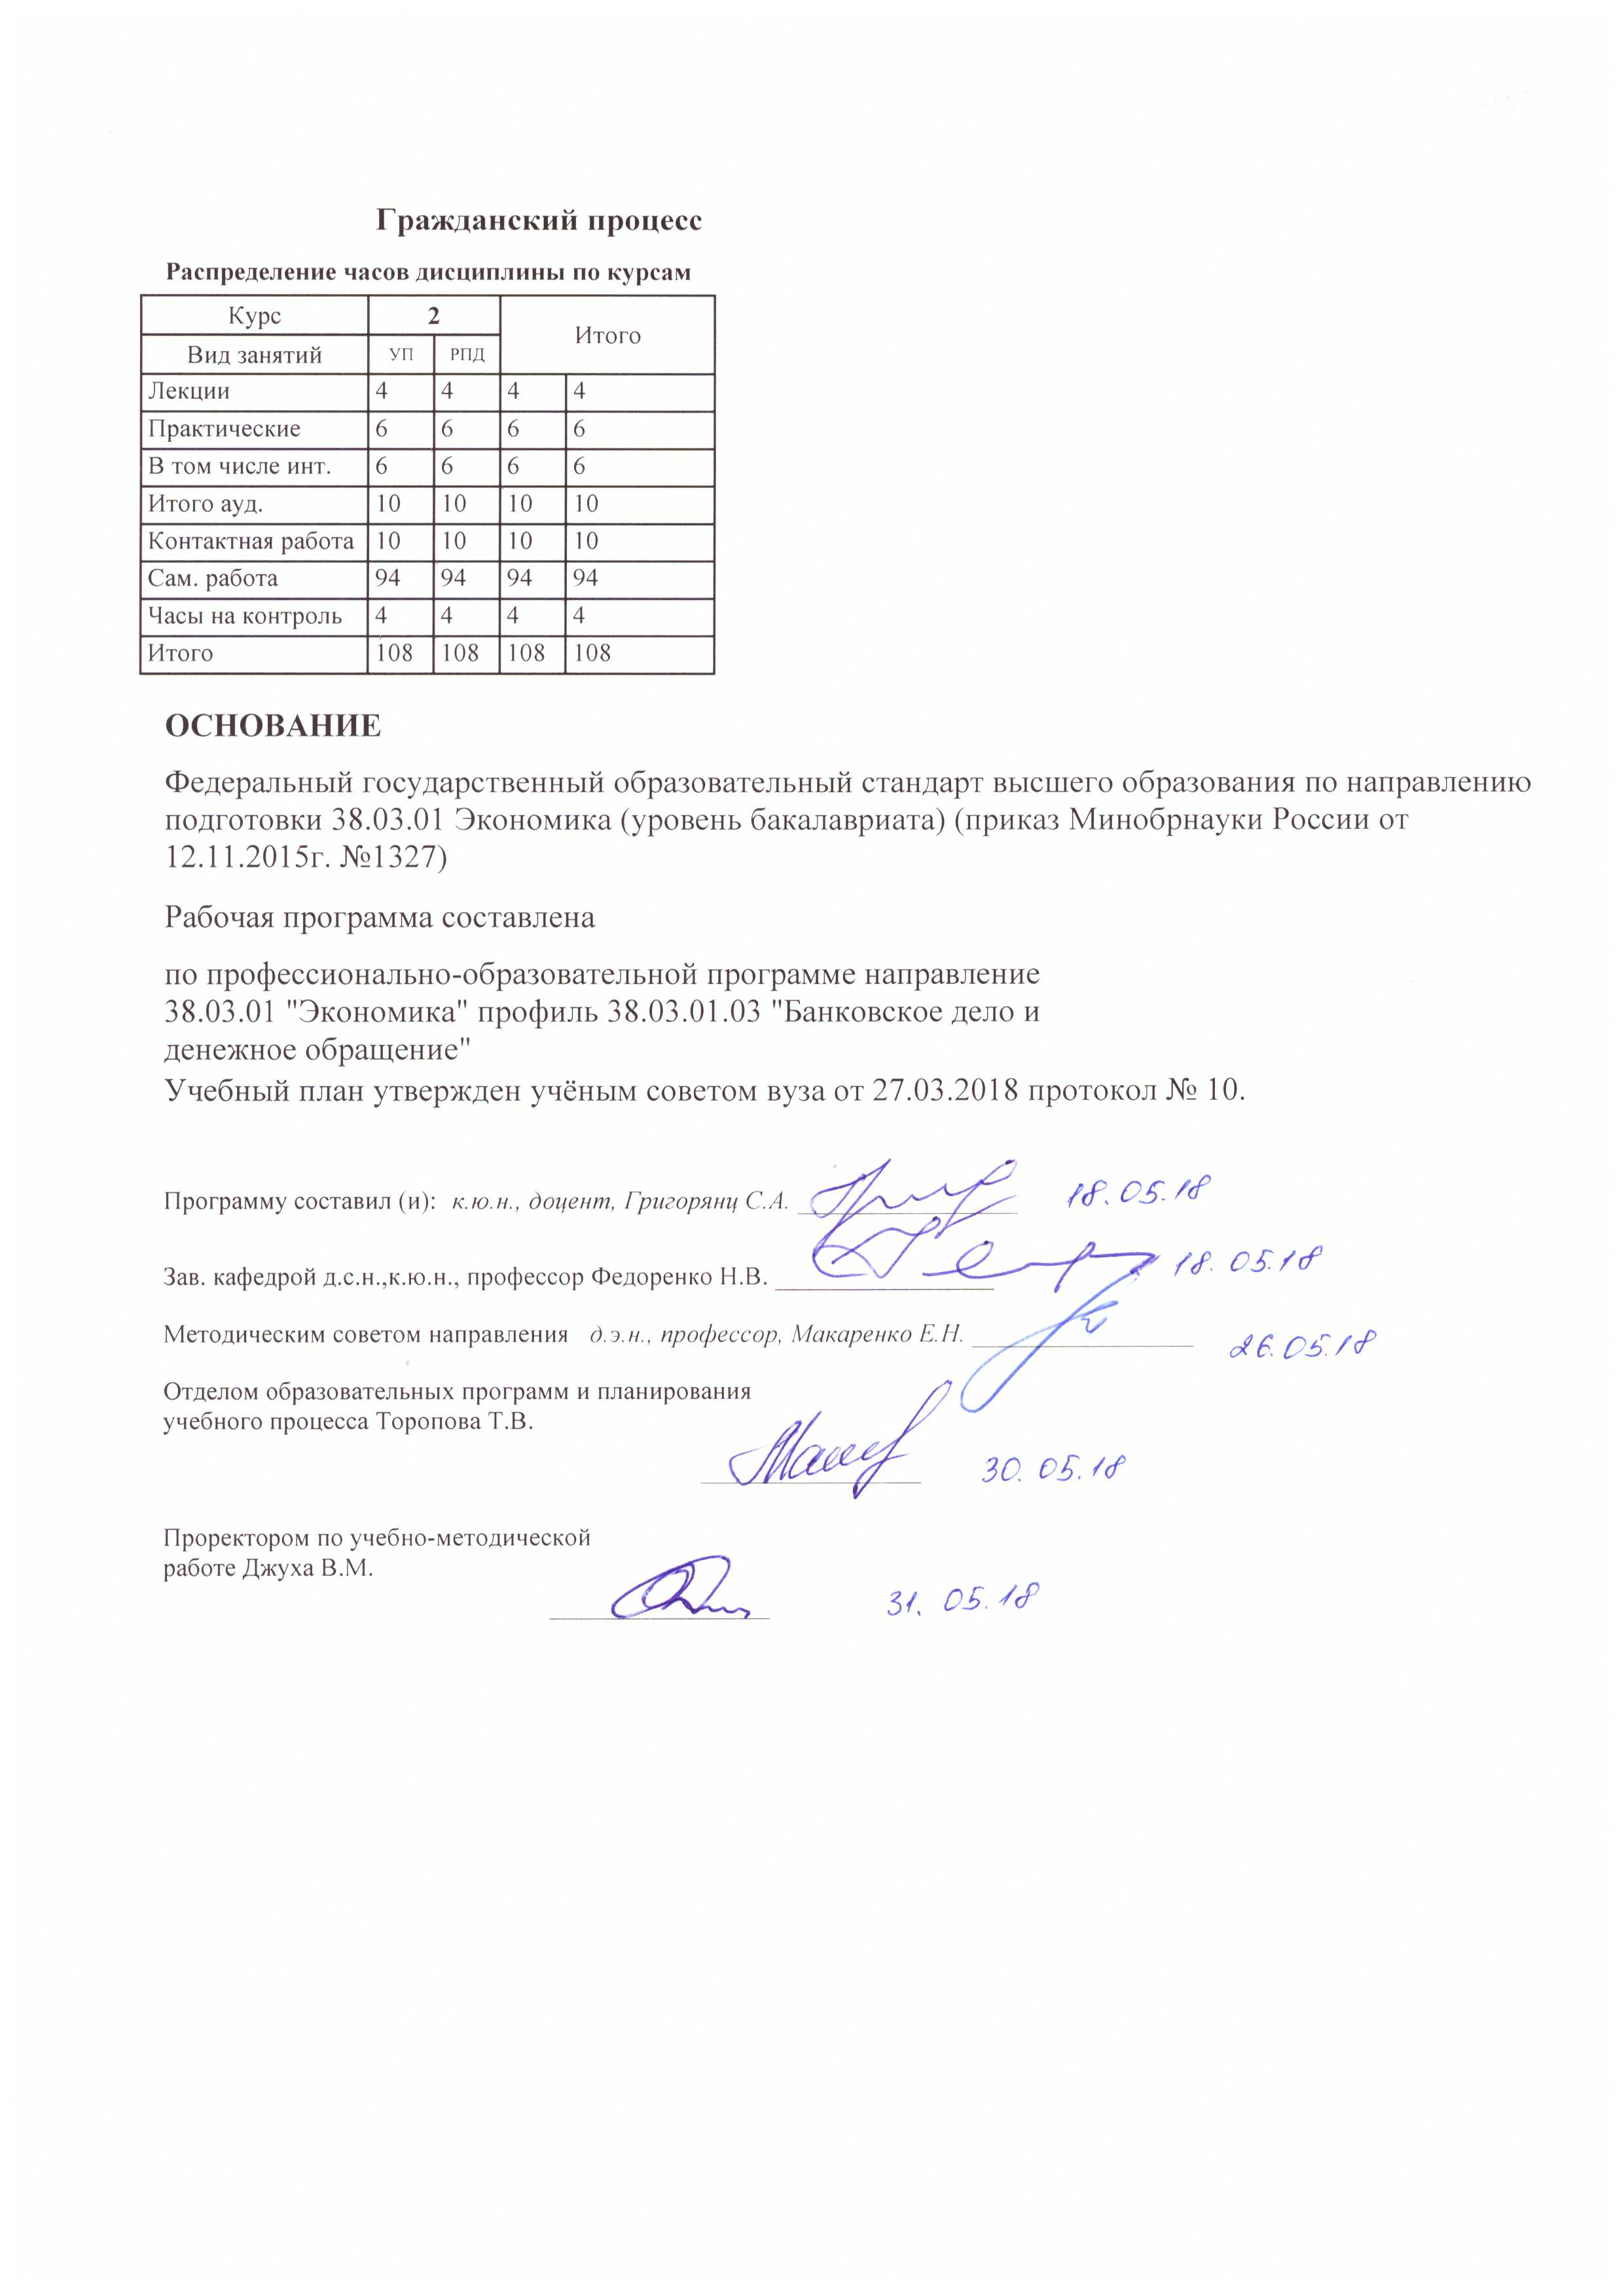 Гражданский процесс
Распределение часов дисциплины по курсам
Курс 2 Итого
Вид занятий УП РПД
Лекции 4 4 4 4
Практические 6 6 6 6
В том числе инт. 6 6 6 6
Итого ауд. 10 10 10 10
Контактная работа 10 10 10 10
Сам. работа 94 94 94 94
Часы на контроль 4 4 4 4
Итого 108 108 108 108
ОСНОВАНИЕ
Федеральный государственный образовательный стандарт высшего образования по направлению
подготовки 38.03.01 Экономика (уровень бакалавриата) (приказ Минобрнауки России от
12.11.2015г. №1327)
Рабочая программа составлена
по профессионально-образовательной программе направление
38.03.01 "Экономика" профиль 38.03.01.03 "Банковское дело и
денежное обращение"
Учебный план утвержден учёным советом вуза от 27.03.2018 протокол № 10.
Программу составил (и): к.ю.н., доцент, Григорянц С.А. 18.05.18
Зав. кафедрой д.с.н.,к.ю.н., профессор Федоренко Н.В. 18.05.18
Методическим советом направления д.э.н., профессор, Макаренко Е.Н. 26.05.18
Отделом образовательных программ и планирования
учебного процесса Торопова Т.В.
30.05.18
Проректором по учебно-методической
работе Джуха В.М.
31.05.18